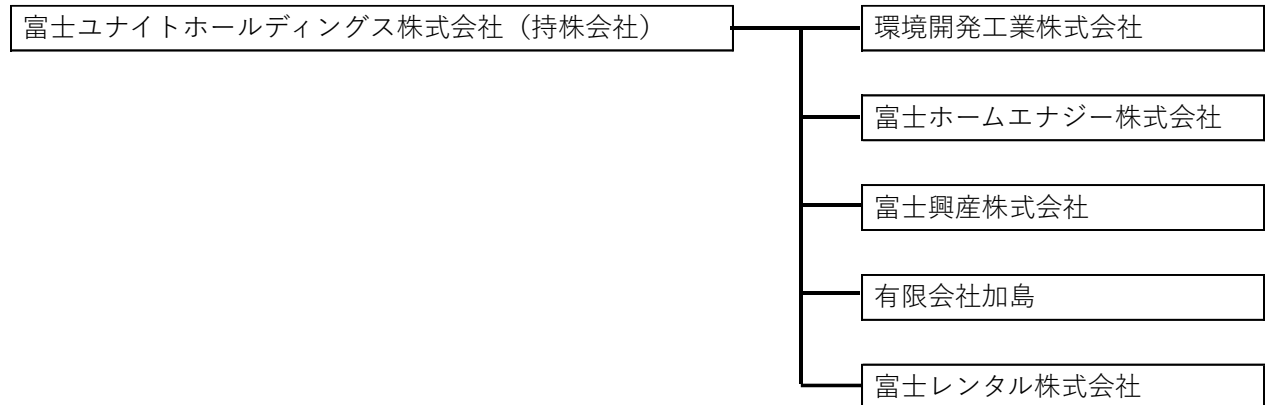 富士ユナイトホールディングス株式会社（持株会社）
環境開発工業株式会社
富士ホームエナジー株式会社
富士興産株式会社
有限会社加島
富士レンタル株式会社